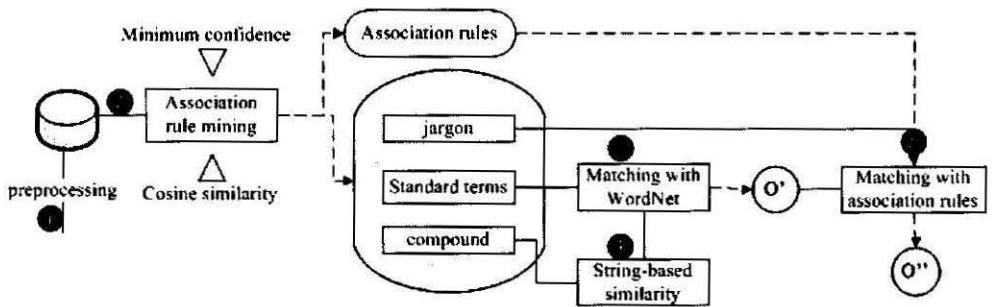 Minimum confidence
Association rules
Association
rule mining
jargon
preprocessing
Cosine similarity
Standard terms
Matching with
WordNet
O'
Matching with
association rules
compound
String-based
similarity
O''